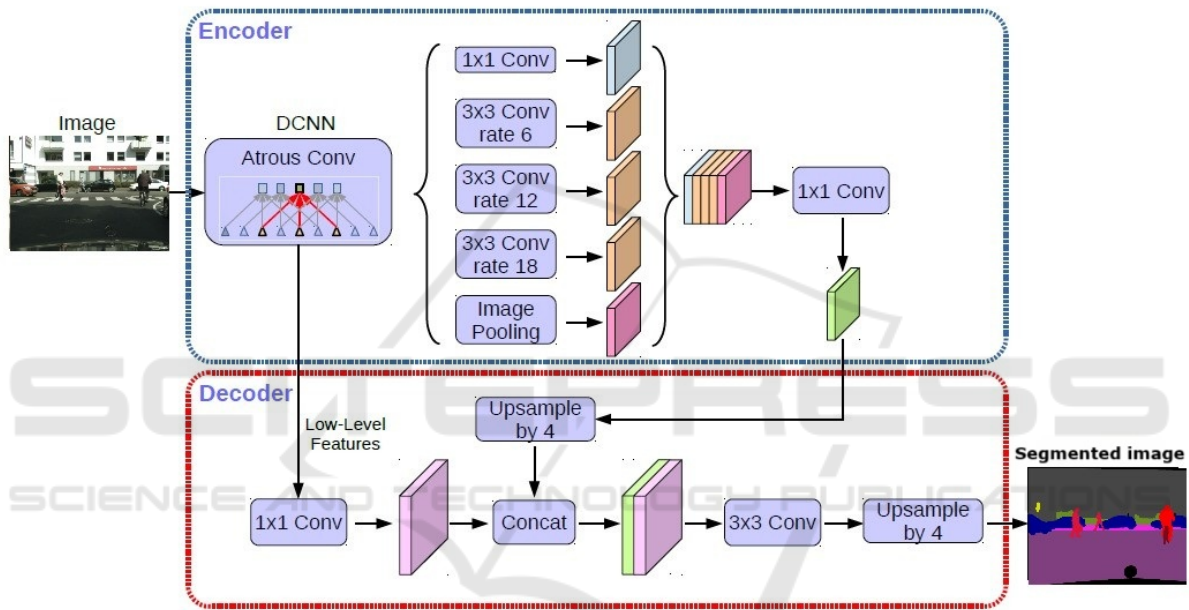 Encoder
Image
DCNN
Atrous Conv
1x1 Conv
3x3 Conv
rate 6
3x3 Conv
rate 12
3x3 Conv
rate 18
Image
Pooling
1x1 Conv
Decoder
Low-Level
Features
Upsample
by 4
1x1 Conv
Concat
3x3 Conv
Upsample
by 4
Segmented image
SCITEPRESS
SCIENCE AND TECHNOLOGY PUBLICATIONS